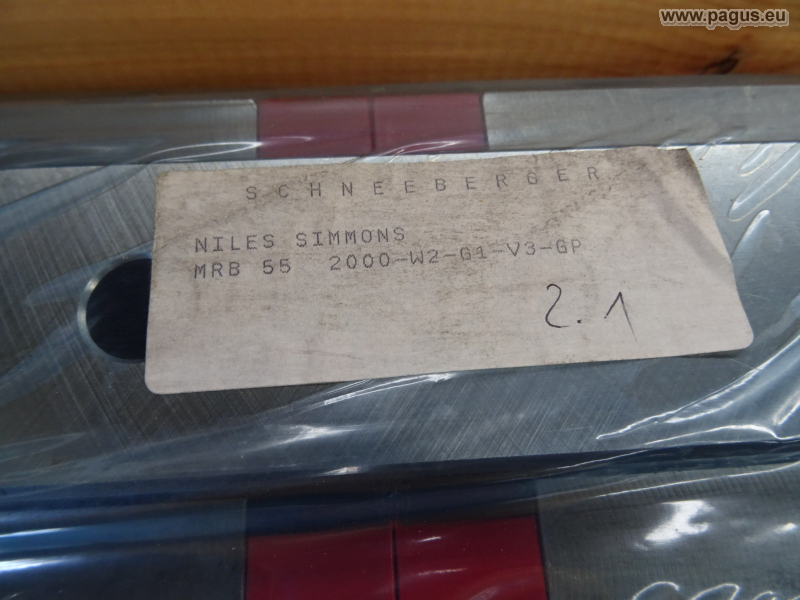 www.pagus.eu
SCHNEEBERGER
NILES SIMMONS
MRB 55 2000-W2-G1-V3-GP
2.1